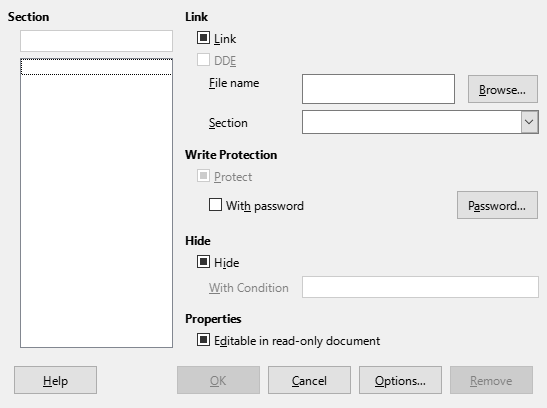 Section
Link
Link
DDE
File name
Browse...
Section
Write Protection
Protect
With password
Password...
Hide
Hide
With Condition
Properties
Editable in read-only document
Help
OK
Cancel
Options...
Remove